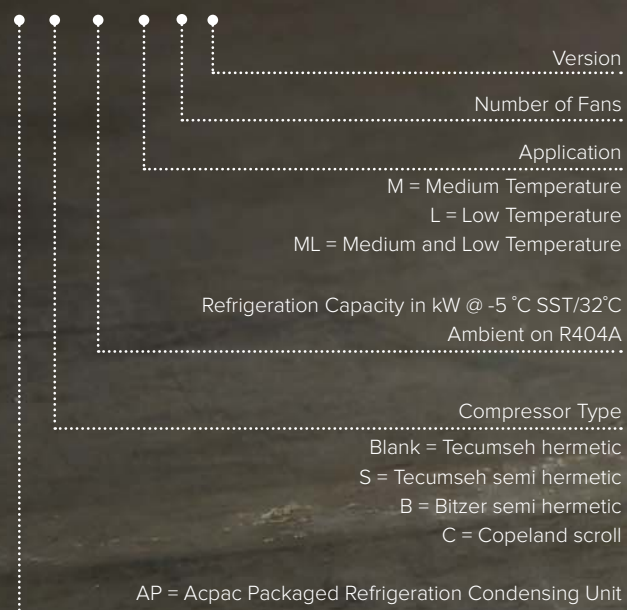 Version
Number of Fans
Application
M = Medium Temperature
L = Low Temperature
ML = Medium and Low Temperature
Refrigeration Capacity in kW @ -5 °C SST/32°C
Ambient on R404A
Compressor Type
Blank = Tecumseh hermetic
S = Tecumseh semi hermetic
B = Bitzer semi hermetic
C = Copeland scroll
AP = Acpac Packaged Refrigeration Condensing Unit